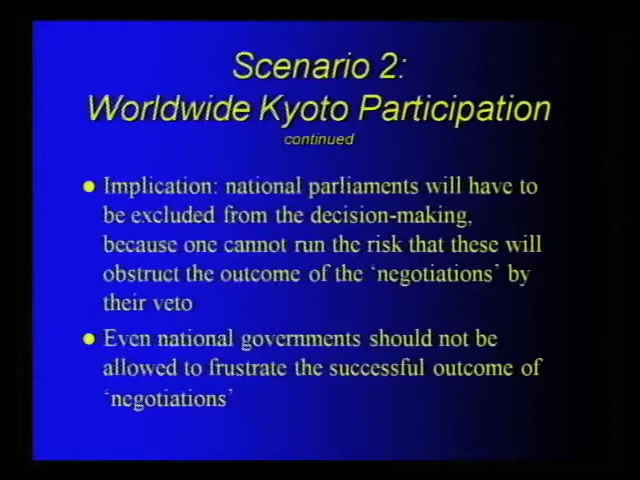 Scenario 2:
Worldwide Kyoto Participation
continued
● Implication: national parliaments will have to
be excluded from the decision-making,
because one cannot run the risk that these will
obstruct the outcome of the ‘negotiations’ by
their veto
● Even national governments should not be
allowed to frustrate the successful outcome of
‘negotiations’